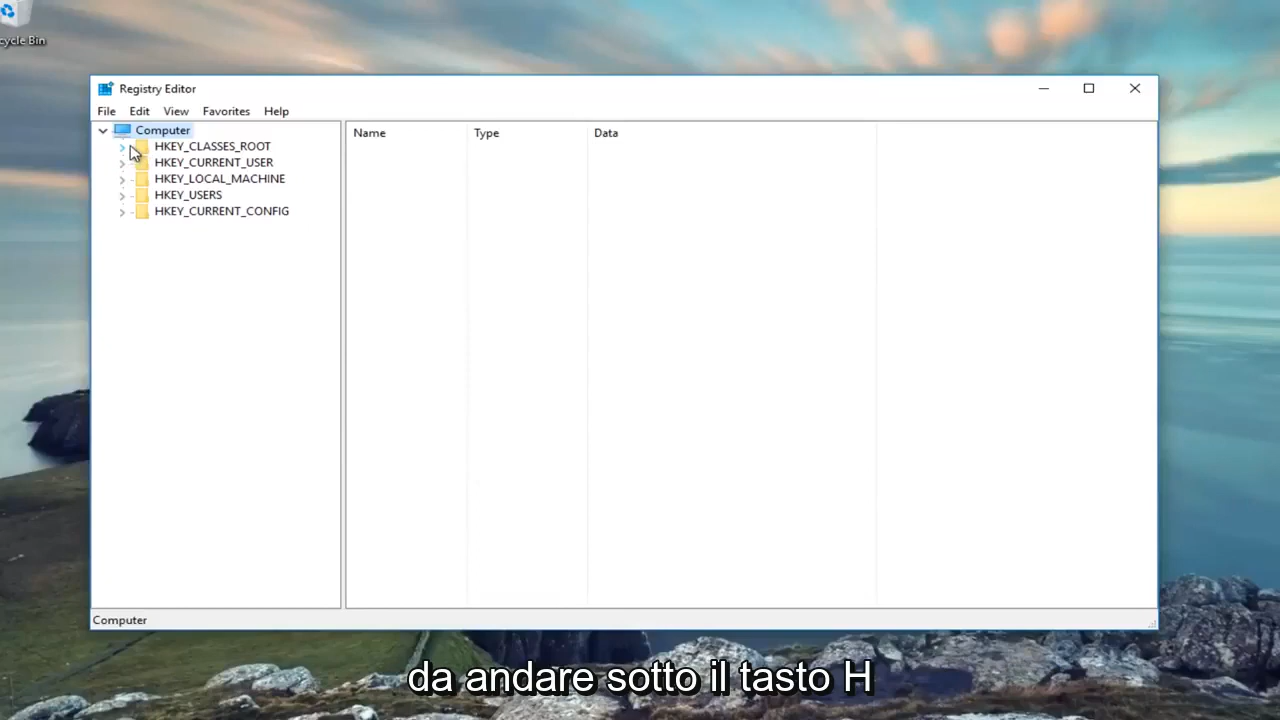 cycle Bin
Registry Editor
File Edit View Favorites Help
Computer
HKEY_CLASSES_ROOT
HKEY_CURRENT_USER
HKEY_LOCAL_MACHINE
HKEY_USERS
HKEY_CURRENT_CONFIG
Name Type Data
Computer
da andare sotto il tasto H